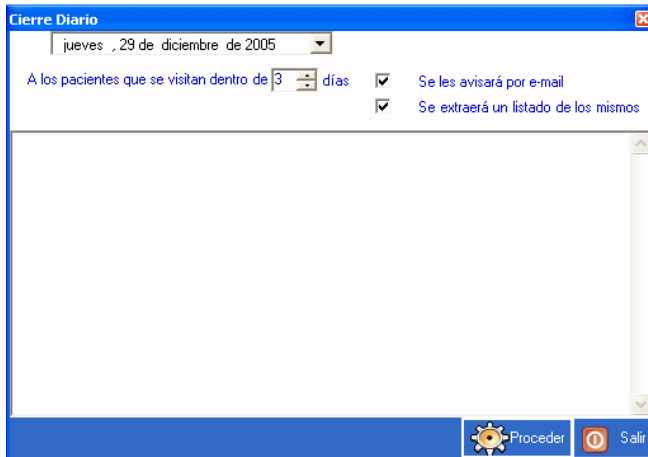 Cierre Diario
jueves , 29 de diciembre de 2005
A los pacientes que se visitan dentro de 3 días
Se les avisará por e-mail
Se extraerá un listado de los mismos
Proceder
Salir